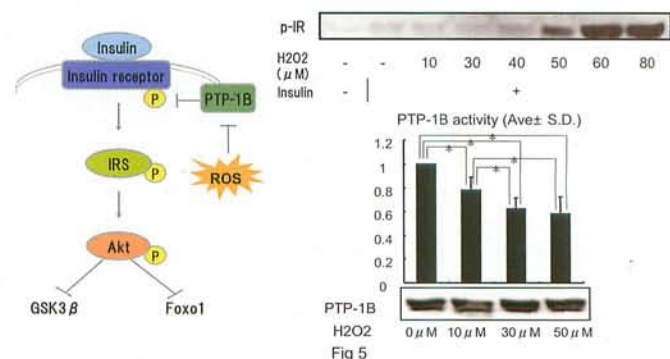 Insulin
Insulin receptor
P
PTP-1B
IRS
P
ROS
Akt
P
GSK3β
Foxo1
p-IR
H2O2 - - 10 30 40 50 60 80
(μM)
Insulin - +
PTP-1B activity (Ave± S.D.)
* * * * *
1.2
1
0.8
0.6
0.4
0.2
0
PTP-1B
H2O2 0μM 10μM 30μM 50μM
Fig 5